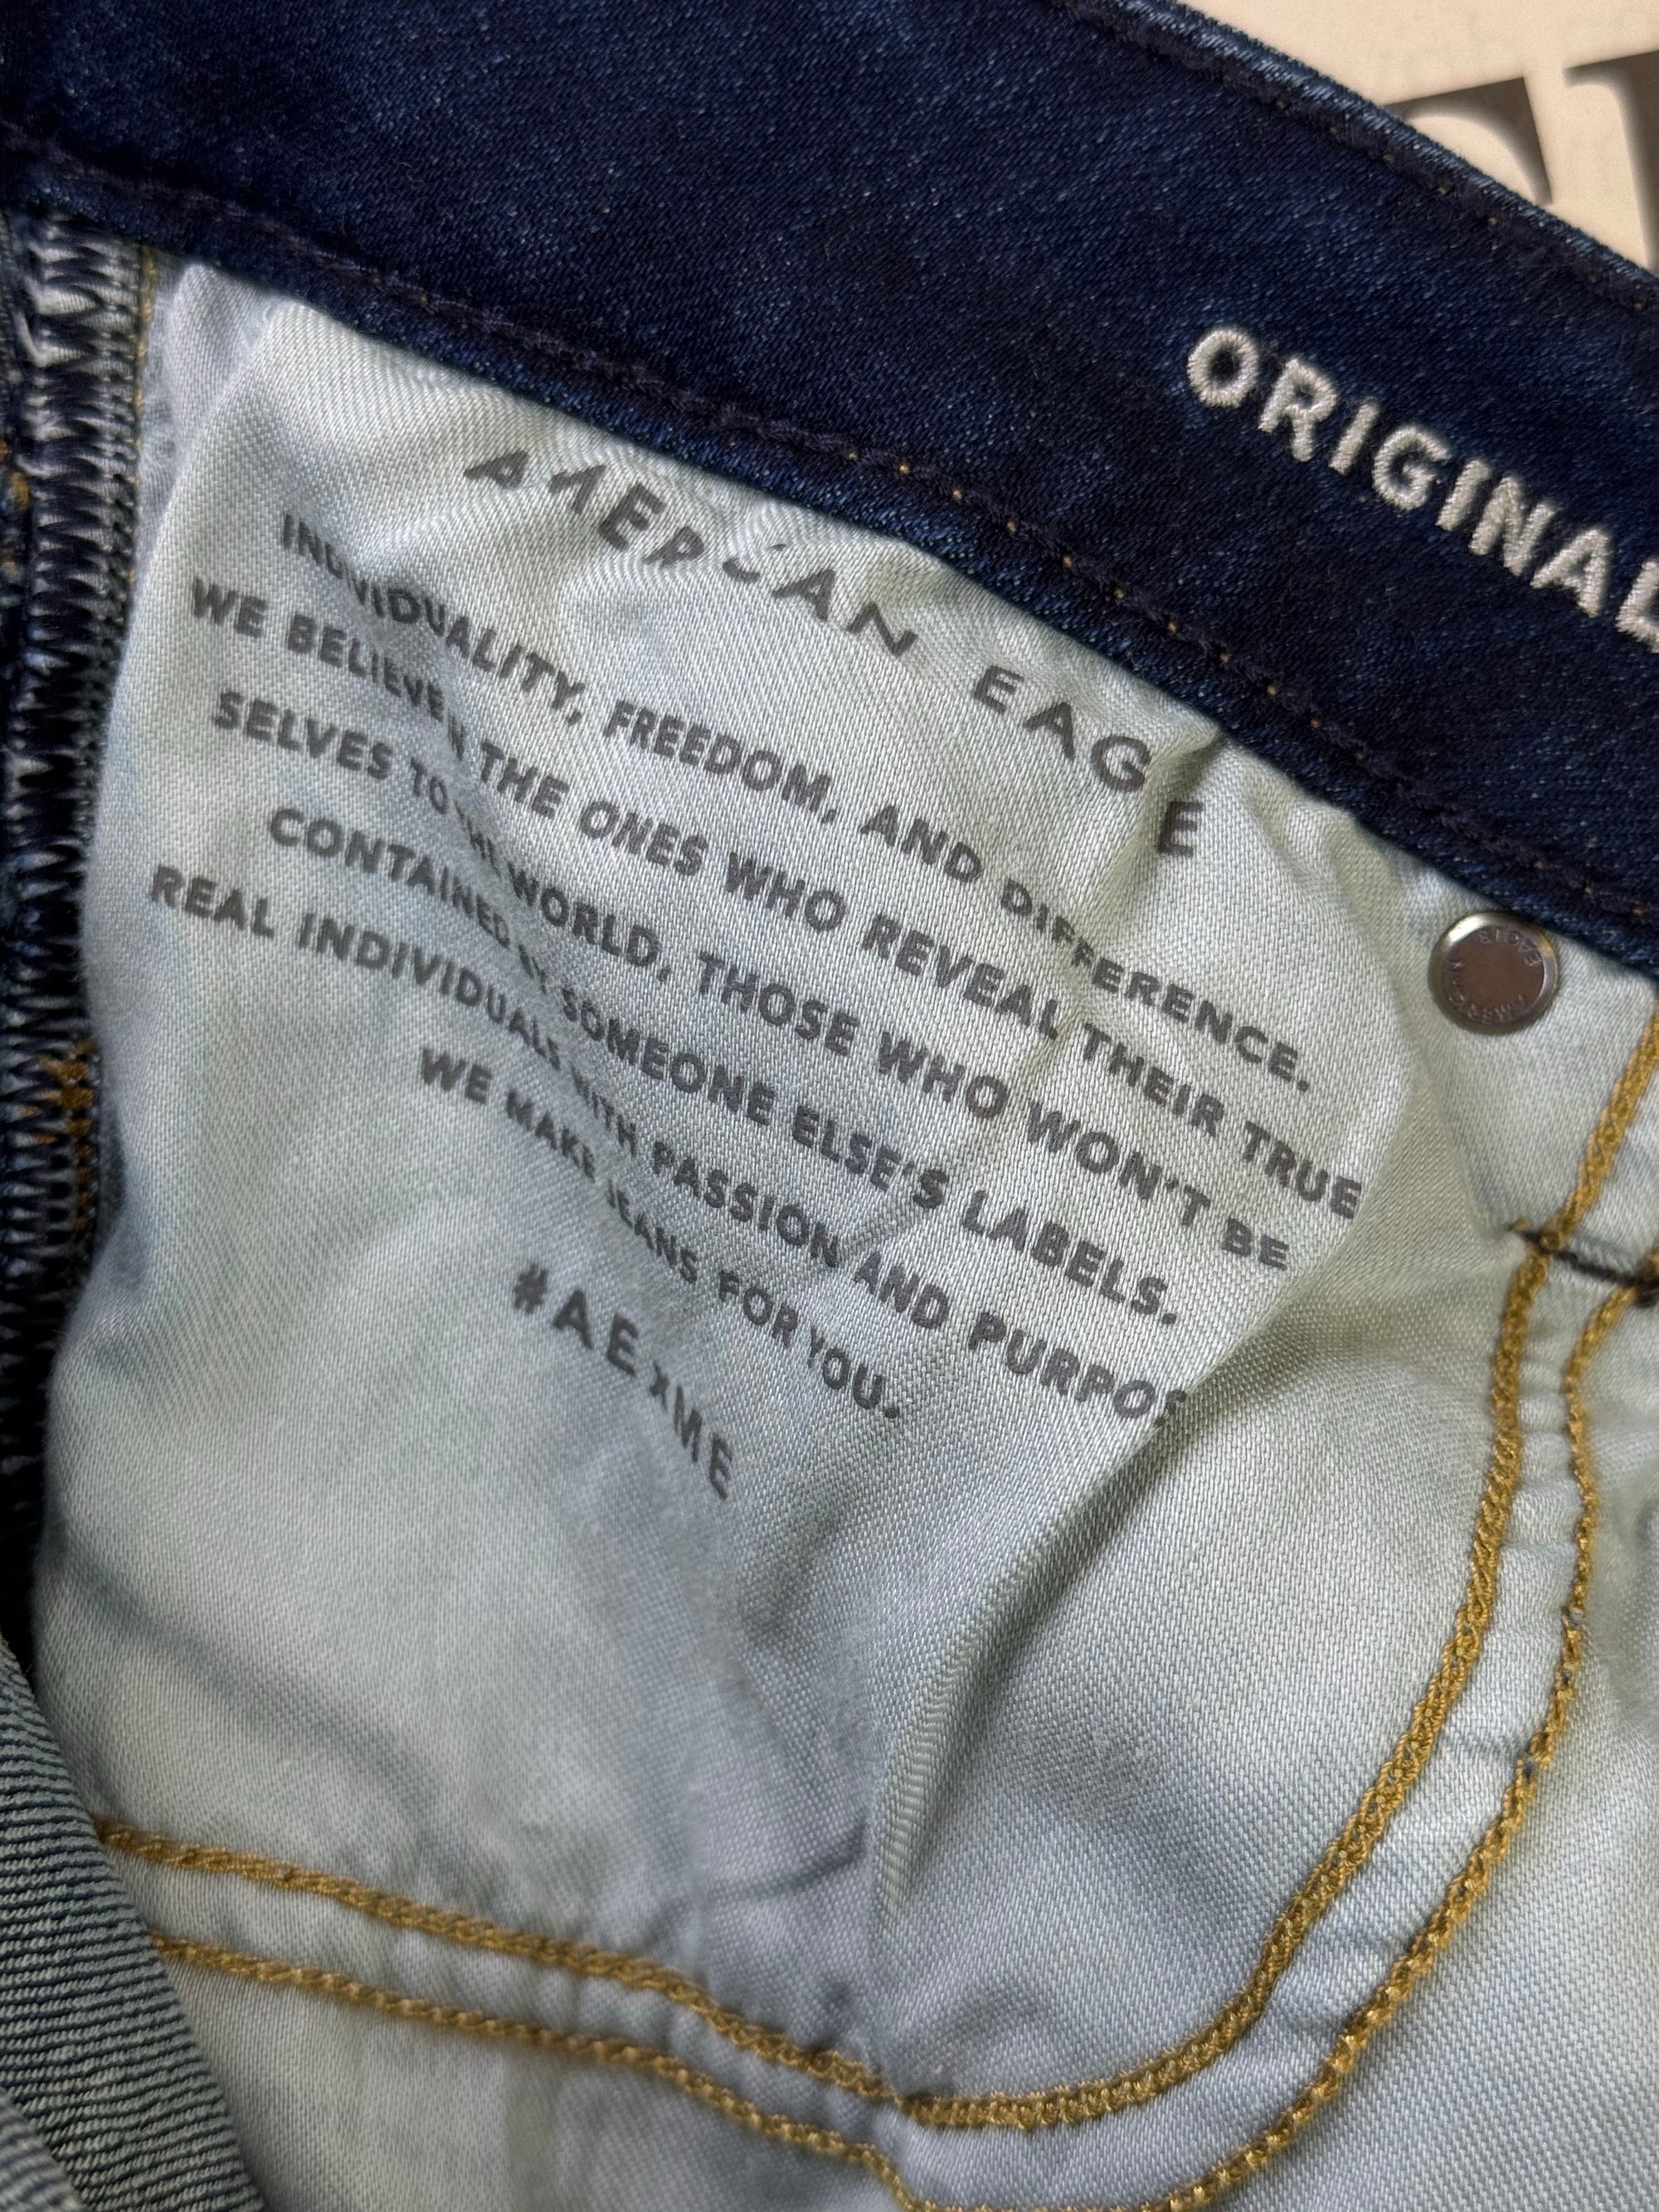 ORIGINAL
AMERICAN EAGE
INDIVIDUALITY, FREEDOM, AND DIFFERENCE.
WE BELIEVE IN THE ONES WHO REVEAL THEIR TRUE
SELVES TO THE WORLD, THOSE WHO WON'T BE
CONTAINED BY SOMEONE ELSE'S LABELS.
REAL INDIVIDUALS WITH PASSION AND PURPOS
WE MAKE JEANS FOR YOU.
#AExME